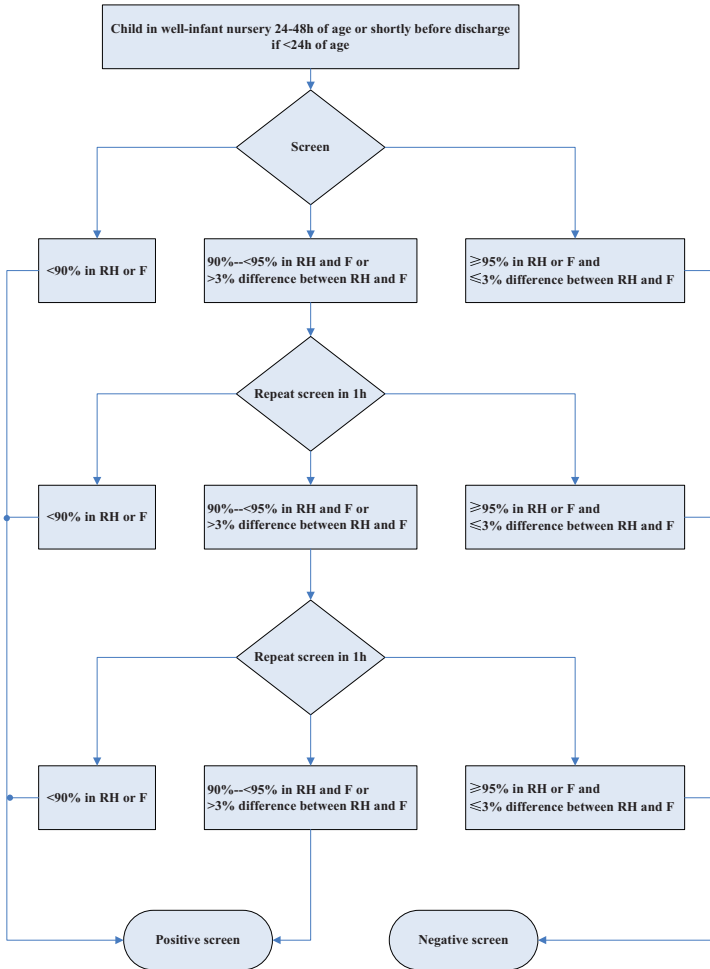 Child in well-infant nursery 24-48h of age or shortly before discharge
if <24h of age
Screen
<90% in RH or F
90%--<95% in RH and F or
>3% difference between RH and F
≥95% in RH or F and
≤3% difference between RH and F
Repeat screen in 1h
<90% in RH or F
90%--<95% in RH and F or
>3% difference between RH and F
≥95% in RH or F and
≤3% difference between RH and F
Repeat screen in 1h
<90% in RH or F
90%--<95% in RH and F or
>3% difference between RH and F
≥95% in RH or F and
≤3% difference between RH and F
Positive screen
Negative screen